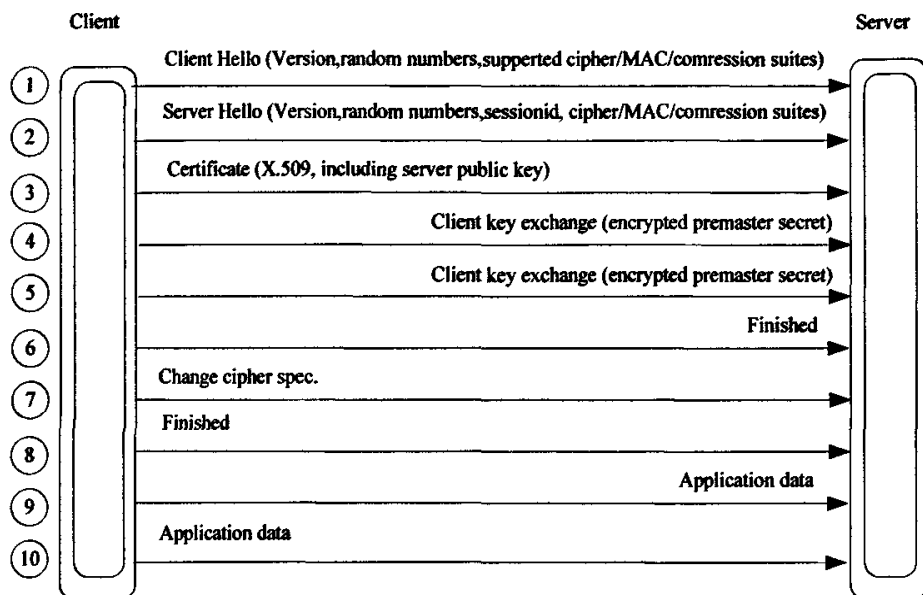 Client
Server
Client Hello (Version,random numbers,supperted cipher/MAC/comression suites)
1
Server Hello (Version,random numbers,sessionid, cipher/MAC/comression suites)
2
Certificate (X.509, including server public key)
3
Client key exchange (encrypted premaster secret)
4
Client key exchange (encrypted premaster secret)
5
Finished
6
Change cipher spec.
7
Finished
8
Application data
9
Application data
10